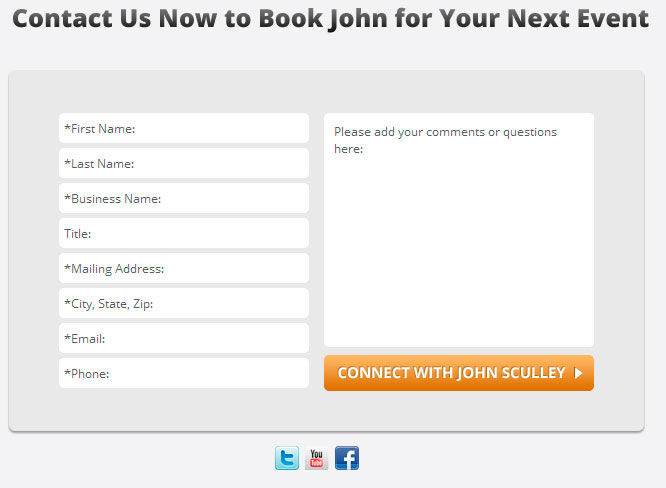 Contact Us Now to Book John for Your Next Event
*First Name:
*Last Name:
*Business Name:
Title:
*Mailing Address:
*City, State, Zip:
*Email:
*Phone:
Please add your comments or questions
here:
CONNECT WITH JOHN SCULLEY
t
You
Tube
f